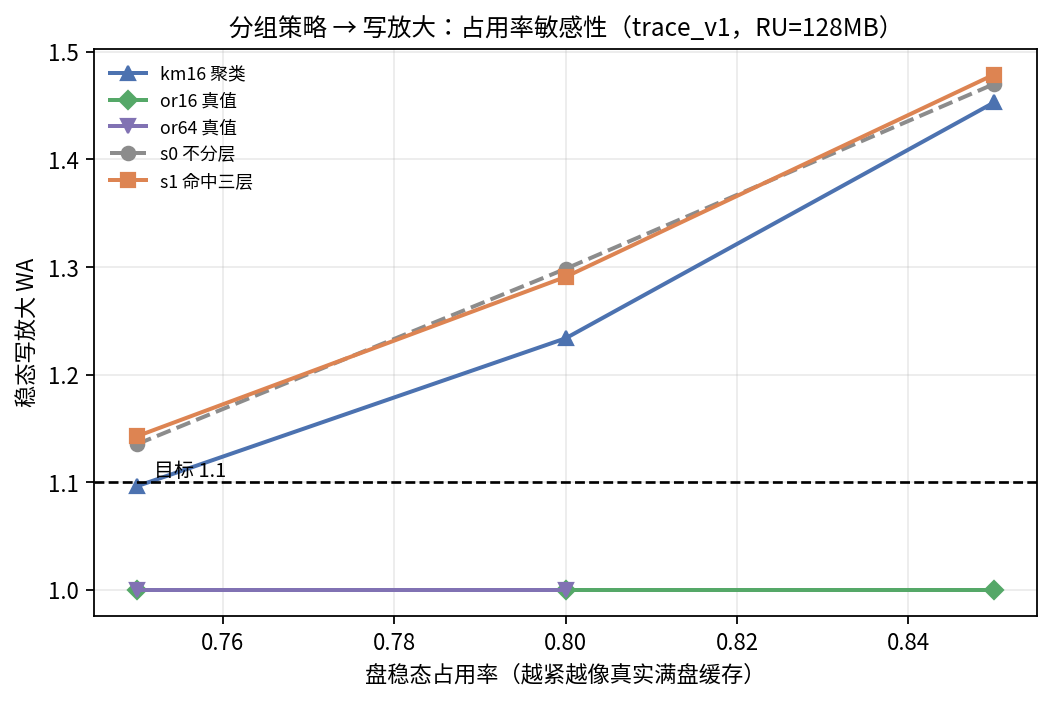 分组策略 → 写放大：占用率敏感性（trace_v1，RU=128MB）
km16 聚类
or16 真值
or64 真值
s0 不分层
s1 命中三层
目标 1.1
稳态写放大 WA
1.5
1.4
1.3
1.2
1.1
1.0
0.76 0.78 0.80 0.82 0.84
盘稳态占用率（越紧越像真实满盘缓存）